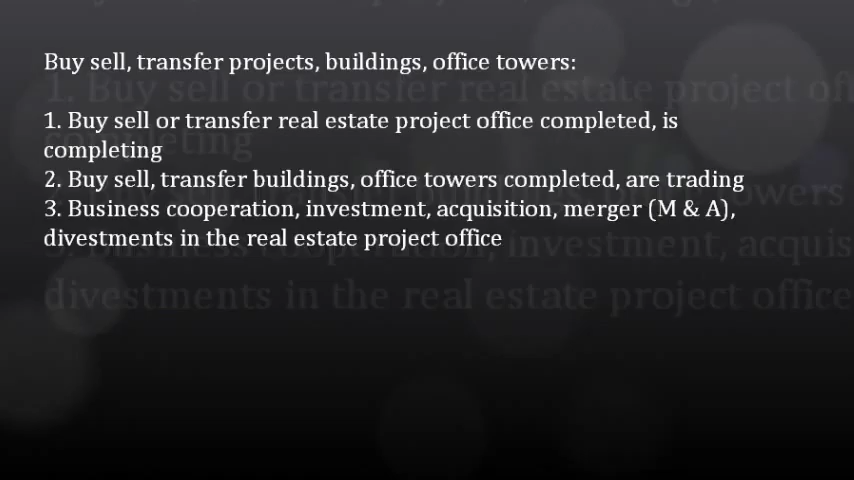 Buy sell, transfer projects, buildings, office towers:
1. Buy sell or transfer real estate project office completed, is
completing
2. Buy sell, transfer buildings, office towers completed, are trading
3. Business cooperation, investment, acquisition, merger (M & A),
divestments in the real estate project office